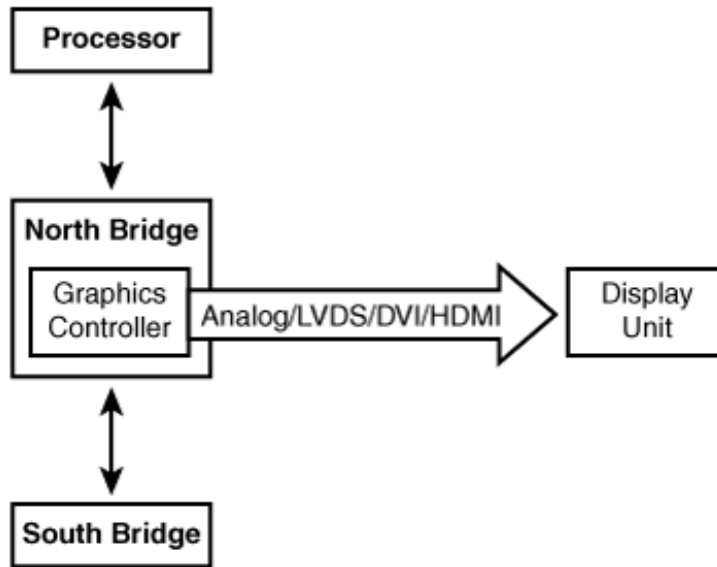 Processor
North Bridge
Graphics
Controller
Analog/LVDS/DVI/HDMI
Display
Unit
South Bridge